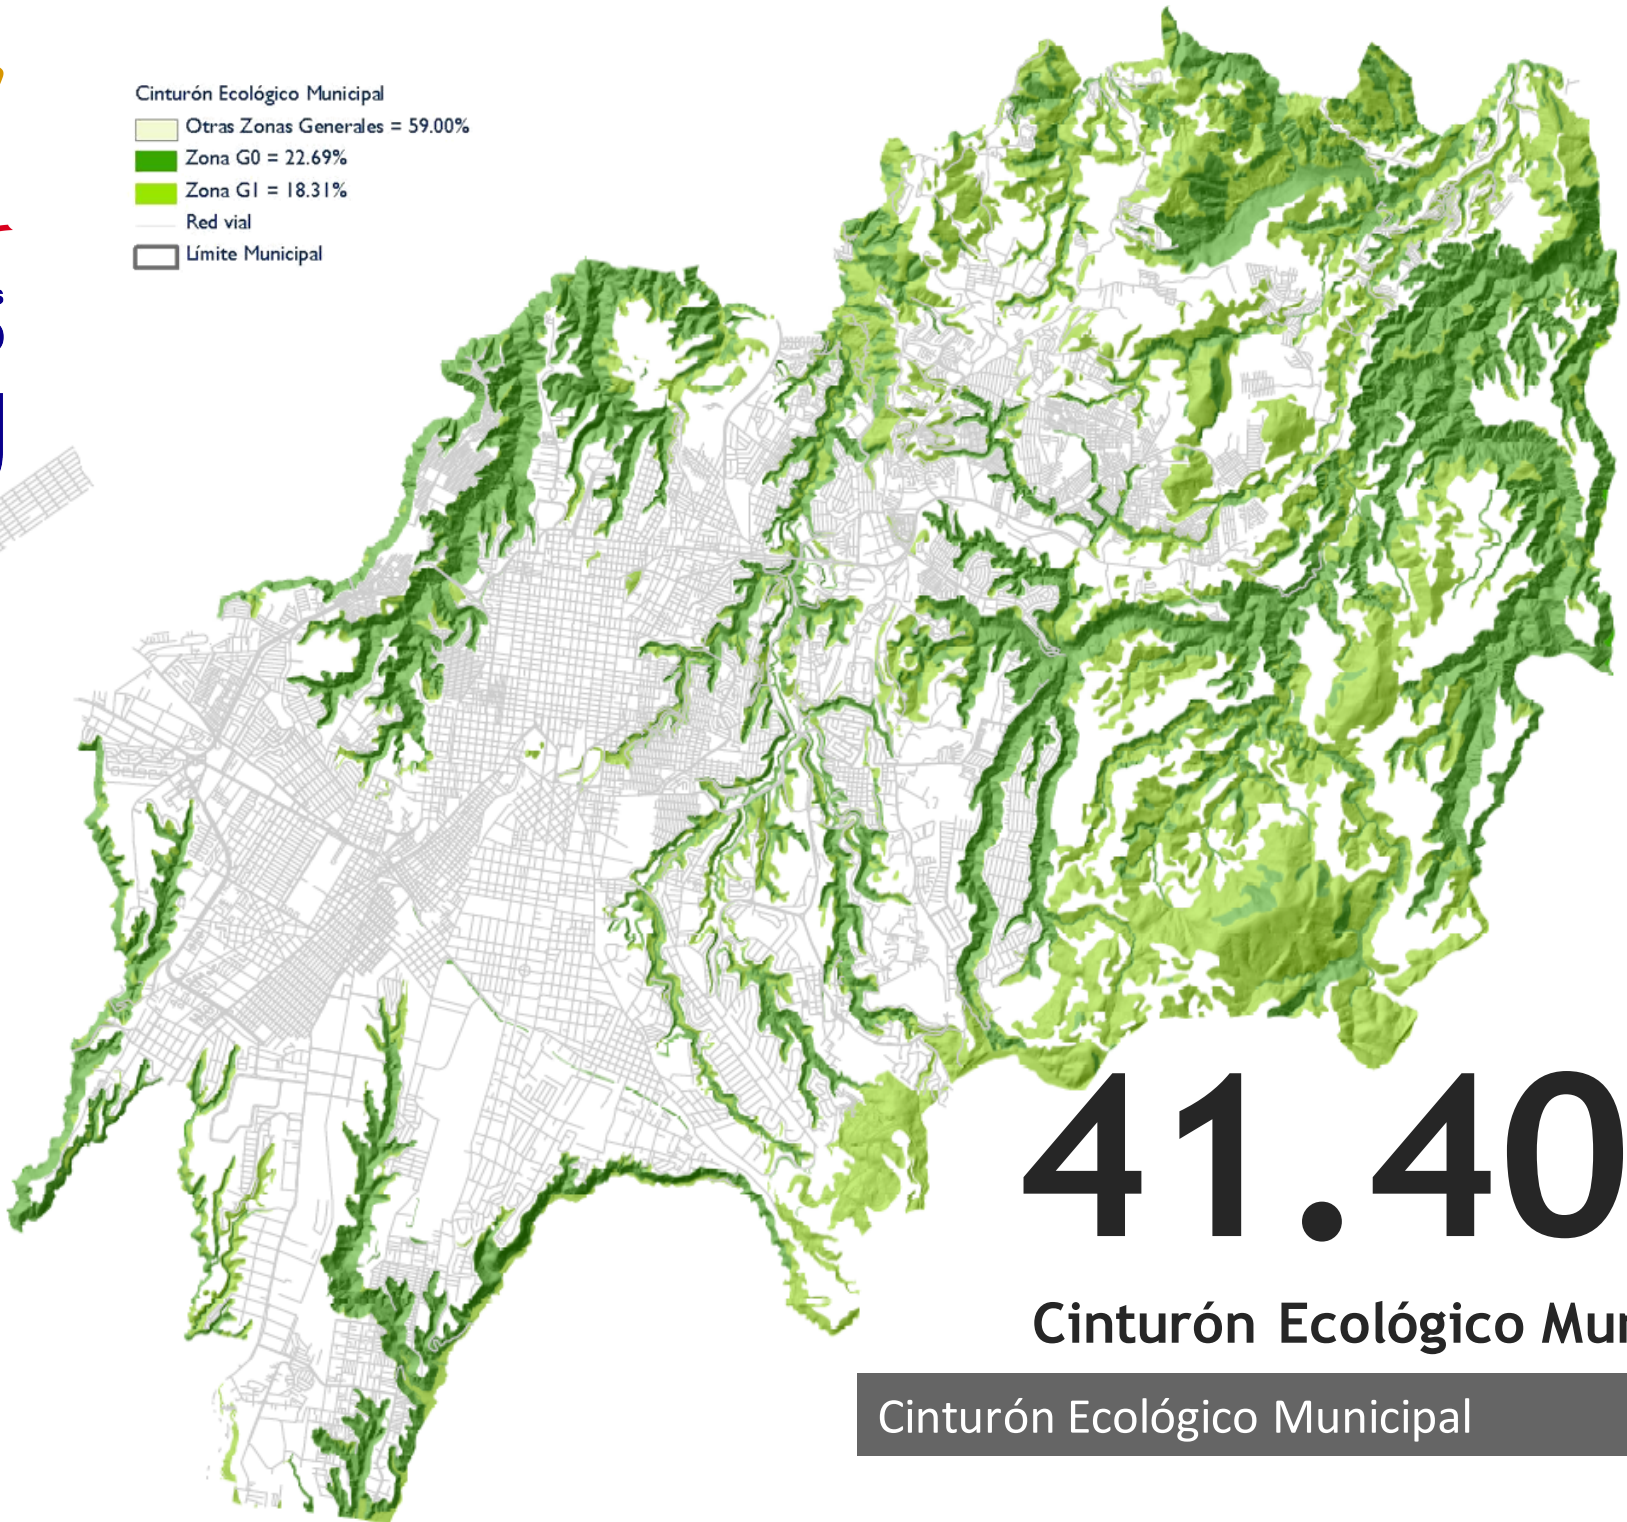 Cinturón Ecológico Municipal
Otras Zonas Generales = 59.00%
Zona G0 = 22.69%
Zona G1 = 18.31%
Red vial
Límite Municipal
s
41.40
Cinturón Ecológico Mun
Cinturón Ecológico Municipal